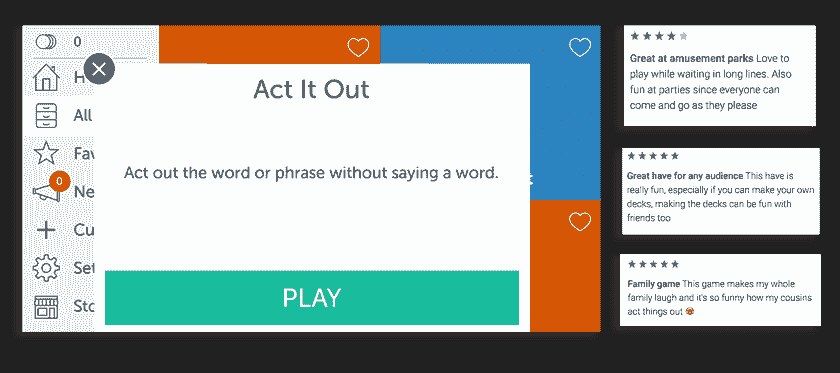 0
H
All
Fav
0
Ne
Cu
Set
Sto
Act It Out
Act out the word or phrase without saying a word.
PLAY
Great at amusement parks Love to
play while waiting in long lines. Also
fun at parties since everyone can
come and go as they please
Great have for any audience This have is
really fun, especially if you can make your own
decks, making the decks can be fun with
friends too
Family game This game makes my whole
family laugh and it's so funny how my cousins
act things out 🤣